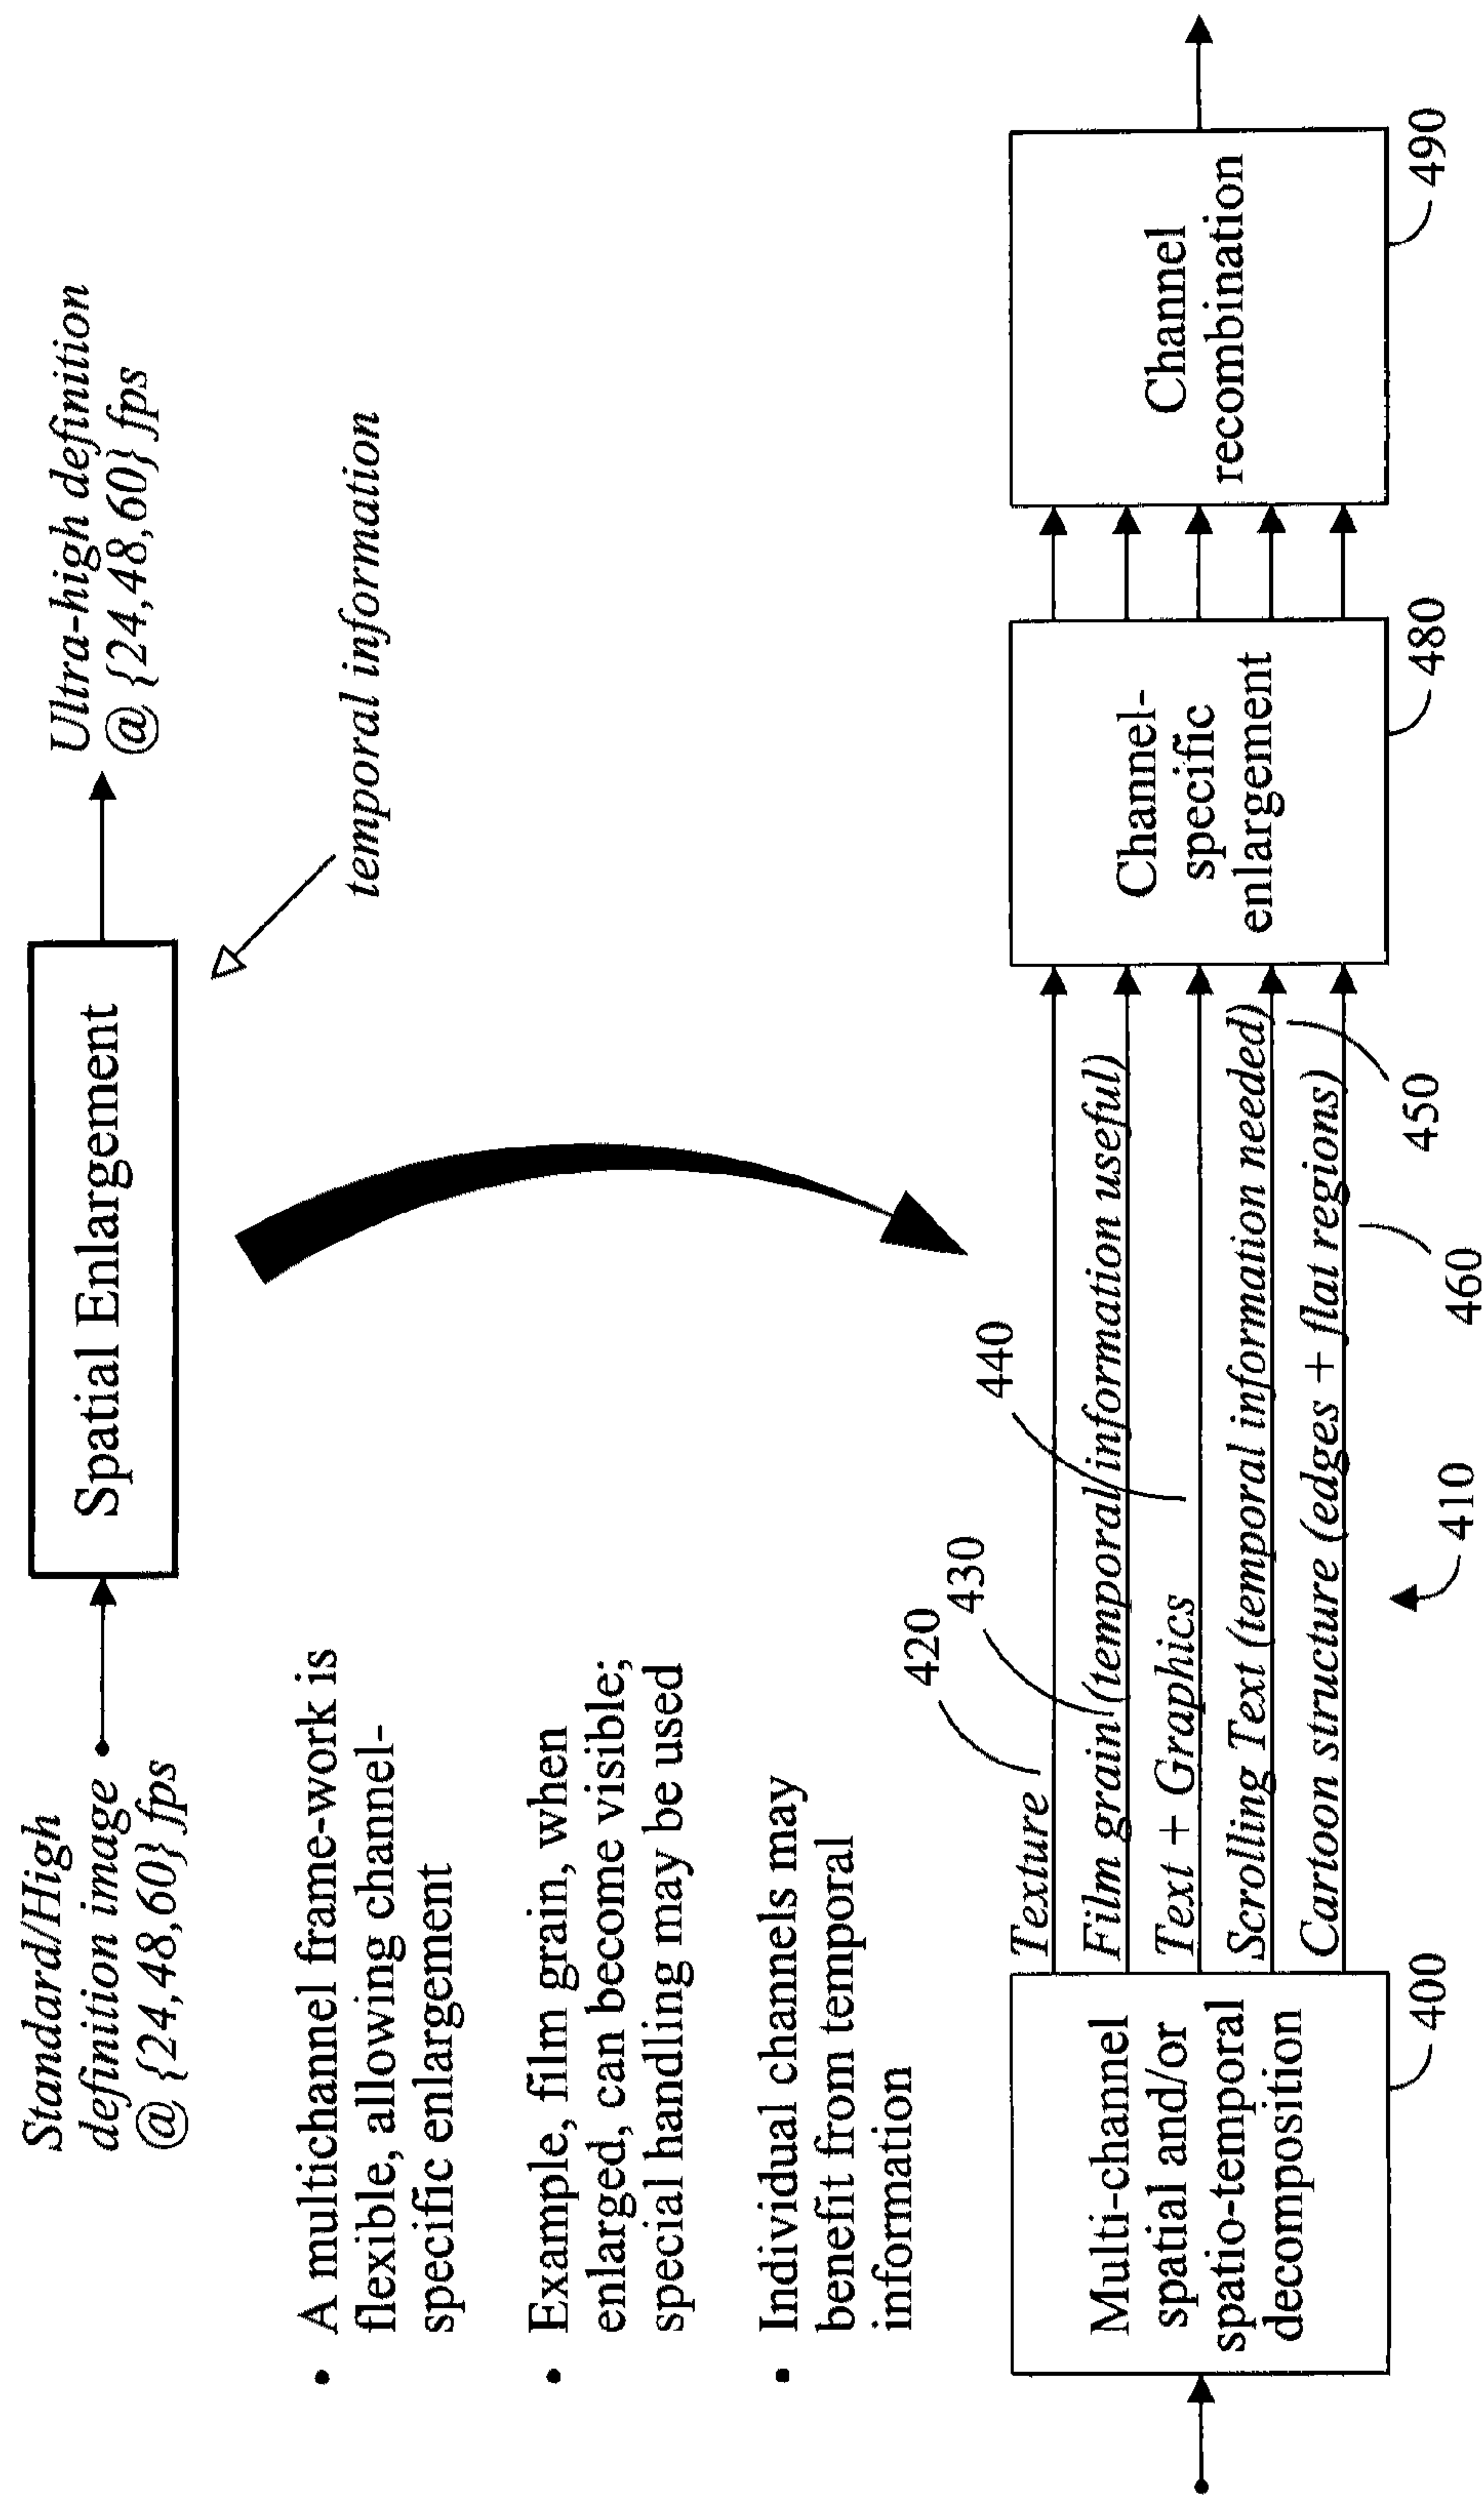 Standard/High
definition image
@ {24,48,60} fps
Spatial Enlargement
Ultra-high definition
@ {24,48,60} fps
temporal information
• A multichannel frame-work is
flexible, allowing channel-
specific enlargement
• Example, film grain, when
enlarged, can become visible;
special handling may be used
• Individual channels may
benefit from temporal
information
420
430
440
Multi-channel
spatial and/or
spatio-temporal
decomposition
400
Texture
Film grain (temporal information useful)
Text + Graphics
Scrolling Text (temporal information needed)
Cartoon structure (edges + flat regions)
410
460
450
Channel-
specific
enlargement
480
Channel
recombination
490